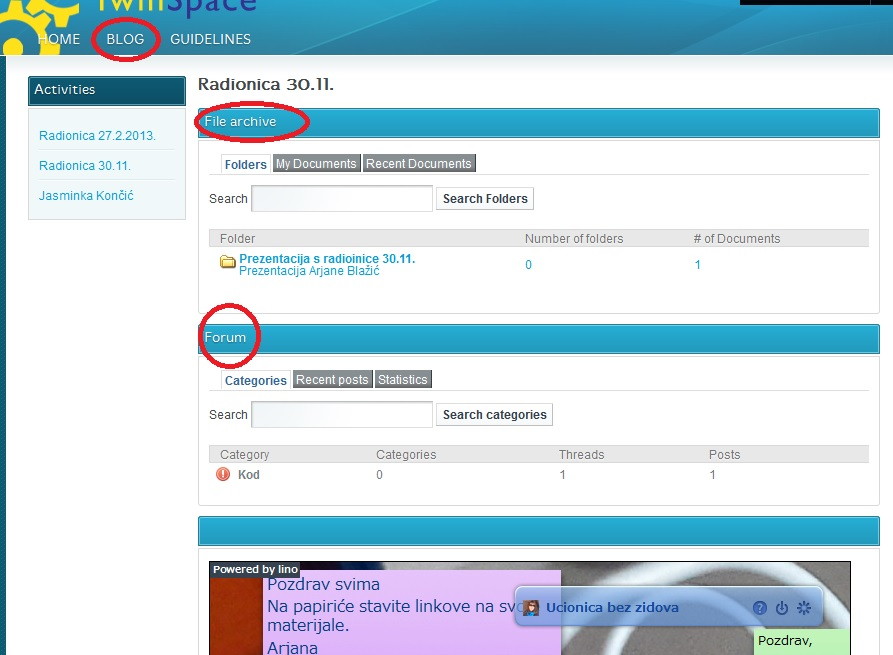 TwinSpace
HOME BLOG GUIDELINES
Activities
Radionica 27.2.2013.
Radionica 30.11.
Jasminka Končić
Radionica 30.11.
File archive
Folders My Documents Recent Documents
Search Search Folders
Folder Number of folders # of Documents
Prezentacija s radioinice 30.11. 0 1
Prezentacija Arjane Blažić
Forum
Categories Recent posts Statistics
Search Search categories
Category Categories Threads Posts
Kod 0 1 1
Powered by lino
Pozdrav svima
Na papiriće stavite linkove na
materijale.
Arjana
Ucionica bez zidova
Pozdrav,